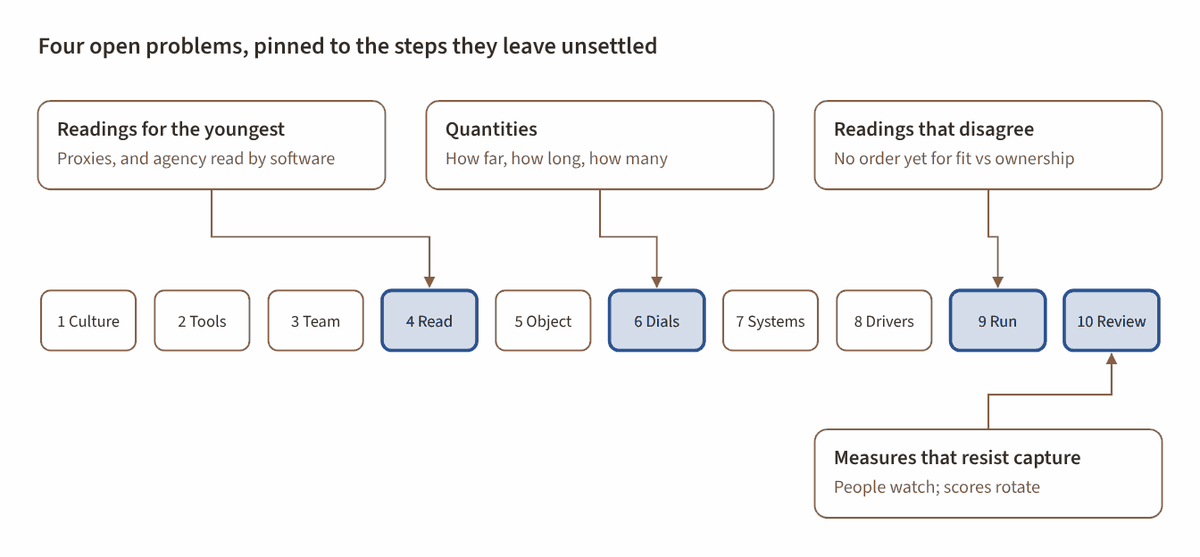 Four open problems, pinned to the steps they leave unsettled
Readings for the youngest
Proxies, and agency read by software
Quantities
How far, how long, how many
Readings that disagree
No order yet for fit vs ownership
1 Culture
2 Tools
3 Team
4 Read
5 Object
6 Dials
7 Systems
8 Drivers
9 Run
10 Review
Measures that resist capture
People watch; scores rotate